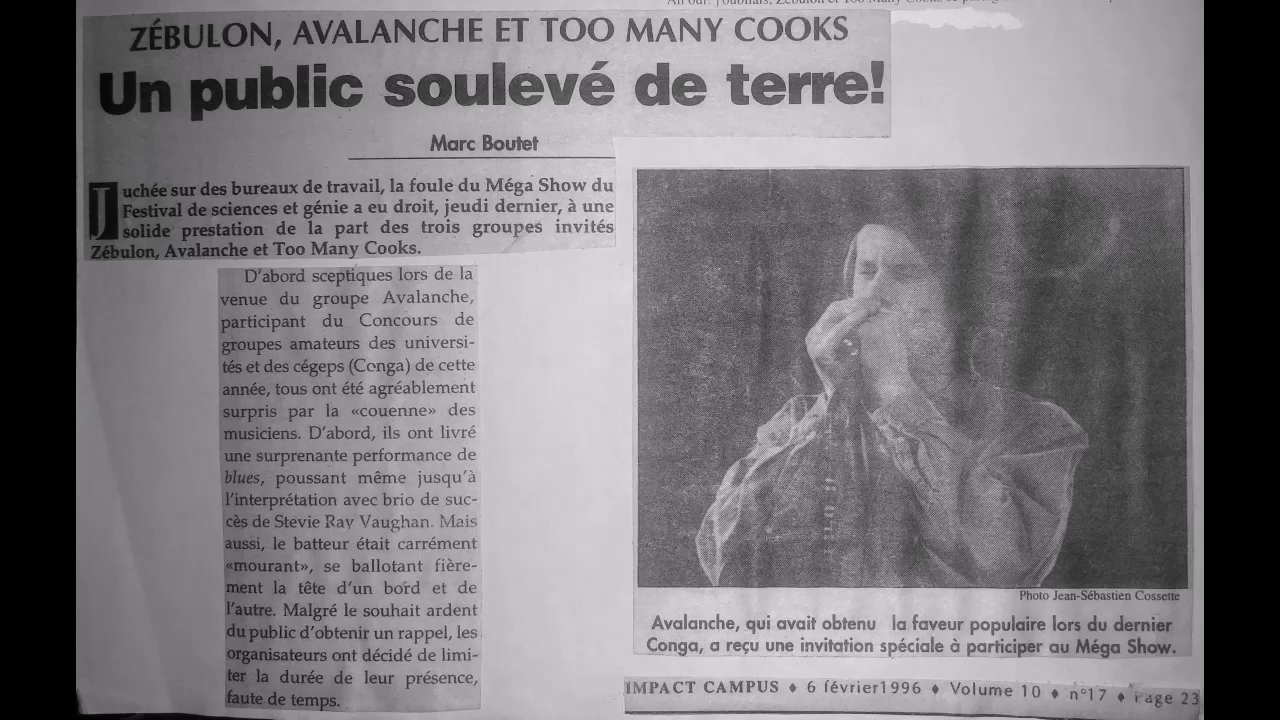 ZÉBULON, AVALANCHE ET TOO MANY COOKS
Un public soulevé de terre!
Marc Boutet
Juchée sur des bureaux de travail, la foule du Méga Show du
Festival de sciences et génie a eu droit, jeudi dernier, à une
solide prestation de la part des trois groupes invités
Zébulon, Avalanche et Too Many Cooks.
D'abord sceptiques lors de la
venue du groupe Avalanche,
participant du Concours de
groupes amateurs des universi-
tés et des cégeps (Conga) de cette
année, tous ont été agréablement
surpris par la «couenne» des
musiciens. D'abord, ils ont livré
une surprenante performance de
blues, poussant même jusqu'à
l'interprétation avec brio de suc-
cès de Stevie Ray Vaughan. Mais
aussi, le batteur était carrément
«mourant», se ballotant fière-
ment la tête d'un bord et de
l'autre. Malgré le souhait ardent
du public d'obtenir un rappel, les
organisateurs ont décidé de limi-
ter la durée de leur présence,
faute de temps.
Photo Jean-Sébastien Cossette
Avalanche, qui avait obtenu la faveur populaire lors du dernier
Conga, a reçu une invitation spéciale à participer au Méga Show.
IMPACT CAMPUS ♦ 6 février1996 ♦ Volume 10 ♦ n°17 ♦ Page 23